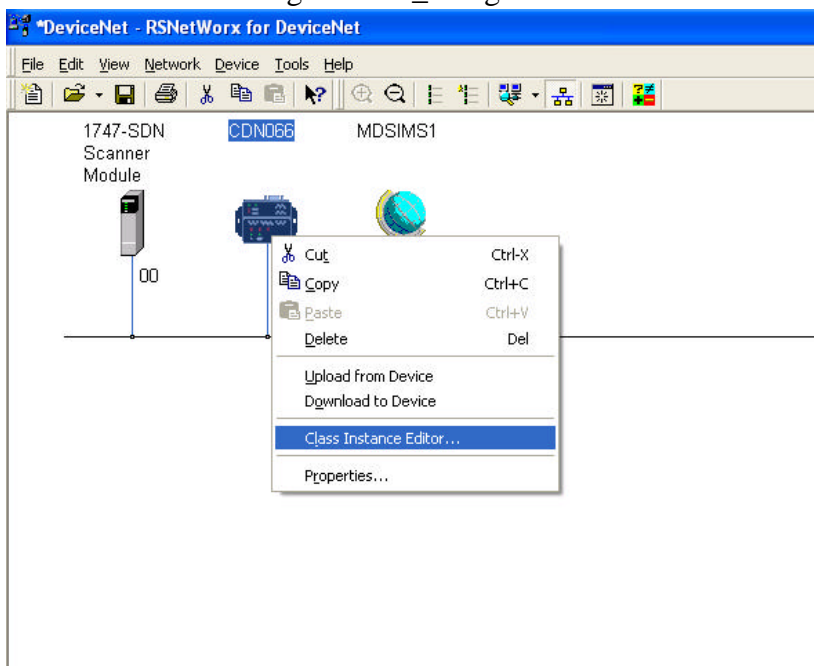 *DeviceNet - RSNetWorx for DeviceNet
File Edit View Network Device Tools Help
1747-SDN
Scanner
Module
CDN066
MDSIMS1
00
Cut Ctrl-X
Copy Ctrl+C
Paste Ctrl+V
Delete Del
Upload from Device
Download to Device
Class Instance Editor...
Properties...